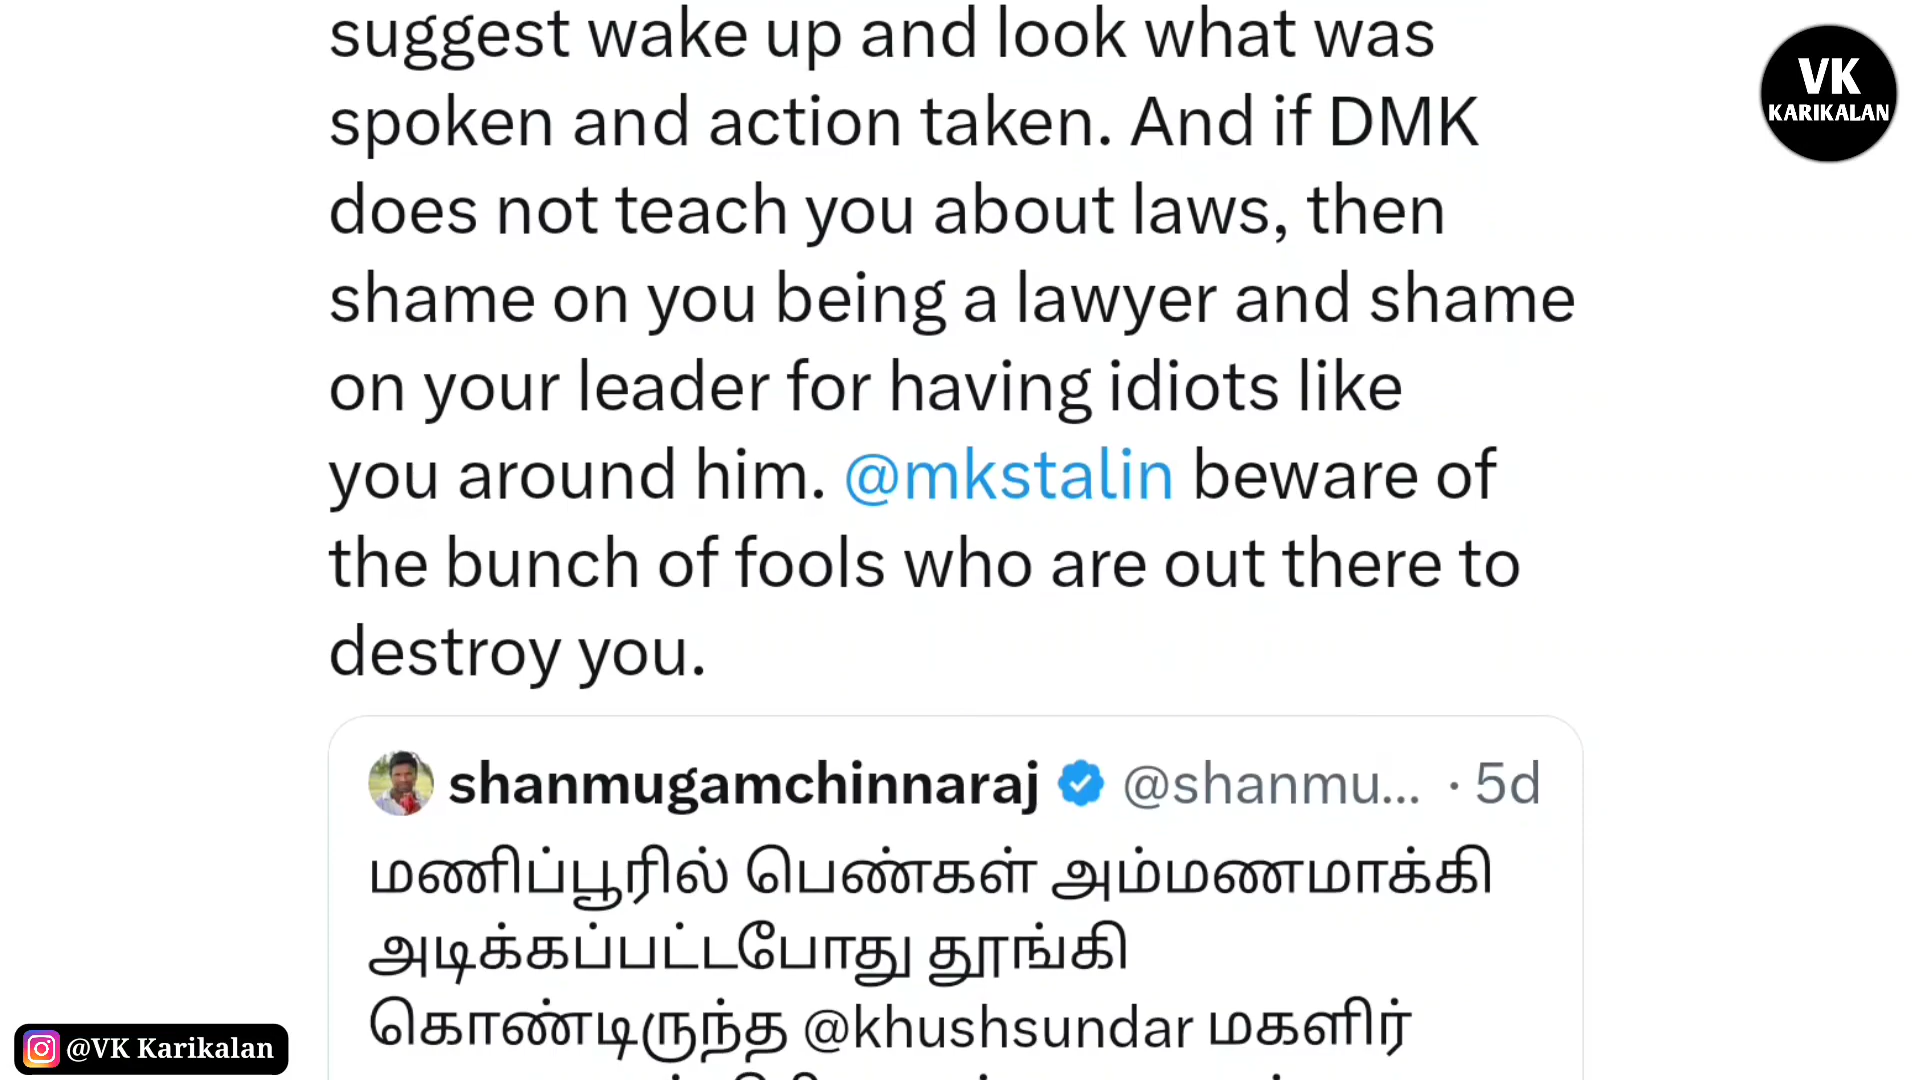 suggest wake up and look what was
spoken and action taken. And if DMK
does not teach you about laws, then
shame on you being a lawyer and shame
on your leader for having idiots like
you around him. @mkstalin beware of
the bunch of fools who are out there to
destroy you.
shanmugamchinnaraj @shanmu... · 5d
மணிப்பூரில் பெண்கள் அம்மணமாக்கி
அடிக்கப்பட்டபோது தூங்கி
கொண்டிருந்த @khushsundar மகளிர்
VK
KARIKALAN
@VK Karikalan